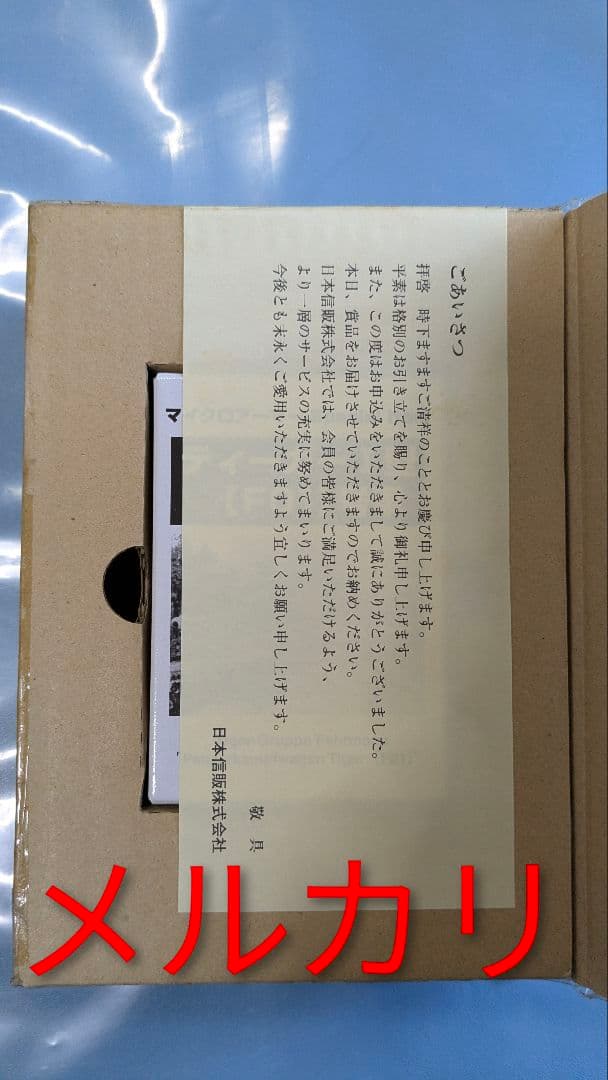 ごあいさつ
拝啓 時下ますますご清祥のこととお慶び申し上げます。
平素は格別のお引き立てを賜り、心より御礼申し上げます。
また、この度はお申込みをいただきまして誠にありがとうございました。
本日、賞品をお届けさせていただきますのでお納めください。
日本信販株式会社では、会員の皆様にご満足いただけるよう、
より一層のサービスの充実に努めてまいります。
今後とも末永くご愛用いただきますよう宜しくお願い申し上げます。
敬具
日本信販株式会社
マイクロアー
ティー
メルカリ